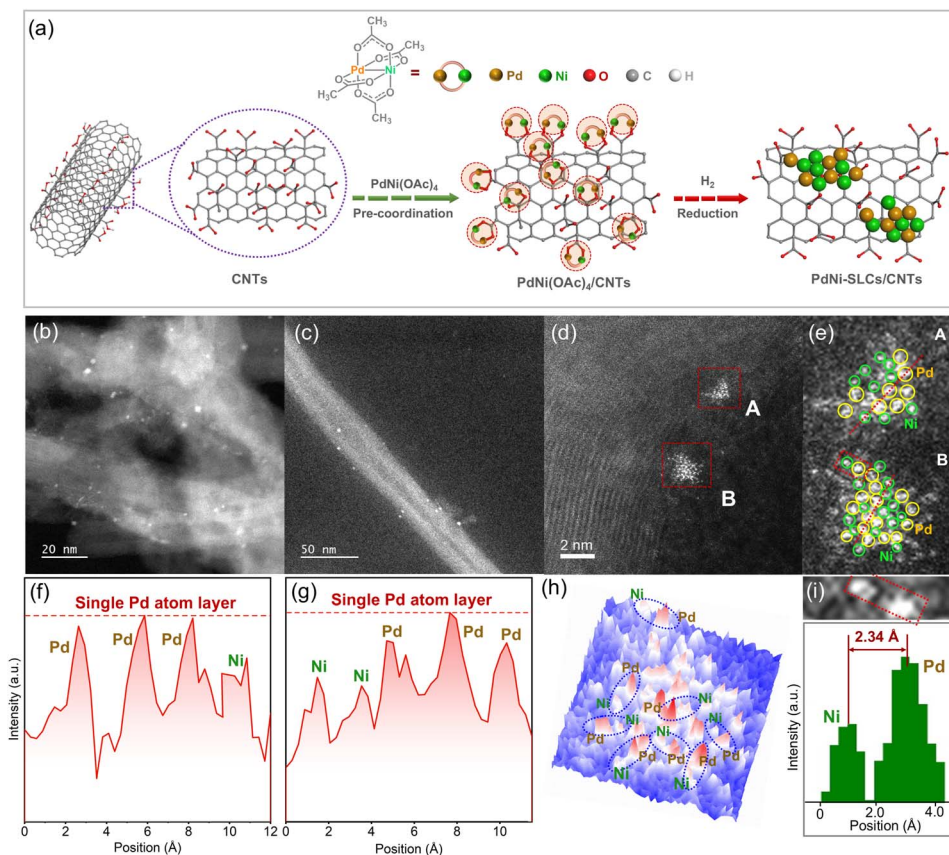 (a)
CH₃
O O
H₃C O O
Pd Ni
O O CH₃
O O
CH₃
=
Pd Ni O C H
PdNi(OAc)₄
Pre-coordination
H₂
Reduction
CNTs
PdNi(OAc)₄/CNTs
PdNi-SLCs/CNTs
(b)
20 nm
(c)
50 nm
(d)
A
B
2 nm
(e)
A
Pd
Ni
B
Pd
Ni
(f)
Single Pd atom layer
Pd
Pd
Pd
Ni
Intensity (a.u.)
0 2 4 6 8 10 12
Position (Å)
(g)
Single Pd atom layer
Ni
Ni
Pd
Pd
Pd
0 2 4 6 8 10
Position (Å)
(h)
Ni
Pd
Pd
Ni
Pd
Ni
Ni
Pd
Ni
Ni
Pd
Pd
Pd
Ni
Ni
(i)
2.34 Å
Pd
Ni
Intensity (a.u.)
0 2.0 4.0
Position (Å)